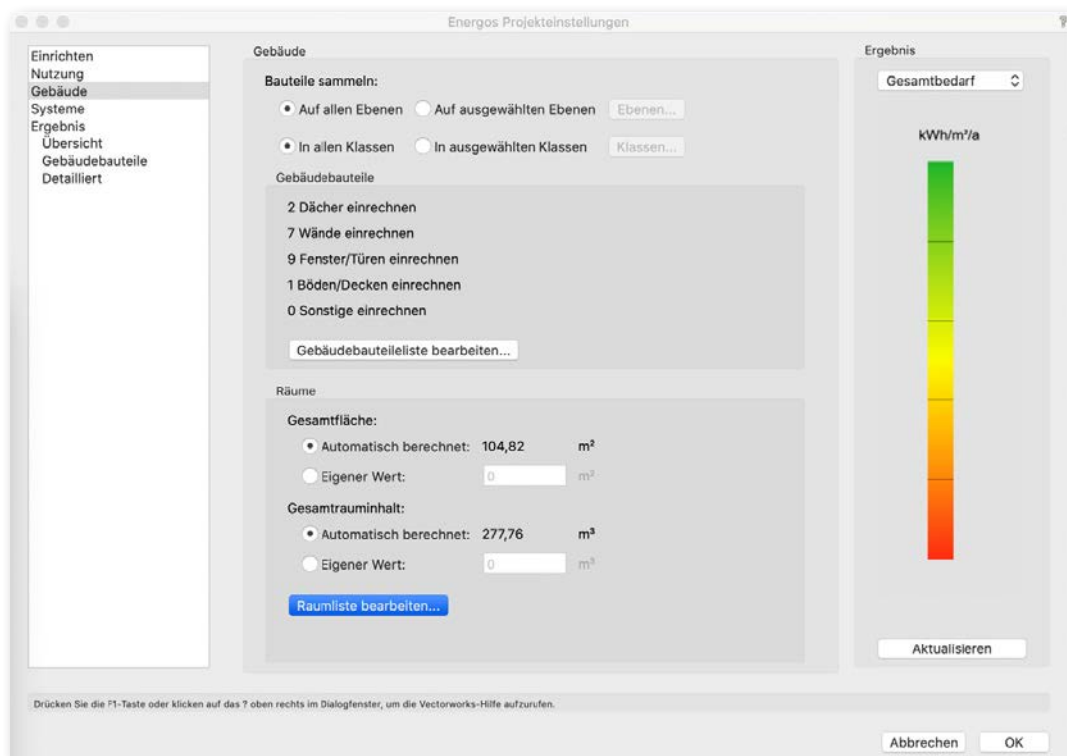 Energos Projekteinstellungen
?
Einrichten
Nutzung
Gebäude
Systeme
Ergebnis
Übersicht
Gebäudebauteile
Detailliert
Gebäude
Bauteile sammeln:
Auf allen Ebenen Auf ausgewählten Ebenen Ebenen...
In allen Klassen In ausgewählten Klassen Klassen...
Gebäudebauteile
2 Dächer einrechnen
7 Wände einrechnen
9 Fenster/Türen einrechnen
1 Böden/Decken einrechnen
0 Sonstige einrechnen
Gebäudebauteileliste bearbeiten...
Räume
Gesamtfläche:
Automatisch berechnet: 104,82 m²
Eigener Wert: 0 m²
Gesamtrauminhalt:
Automatisch berechnet: 277,76 m³
Eigener Wert: 0 m³
Raumliste bearbeiten...
Ergebnis
Gesamtbedarf
kWh/m²/a
Aktualisieren
Drücken Sie die F1-Taste oder klicken auf das ? oben rechts im Dialogfenster, um die Vectorworks-Hilfe aufzurufen.
Abbrechen OK